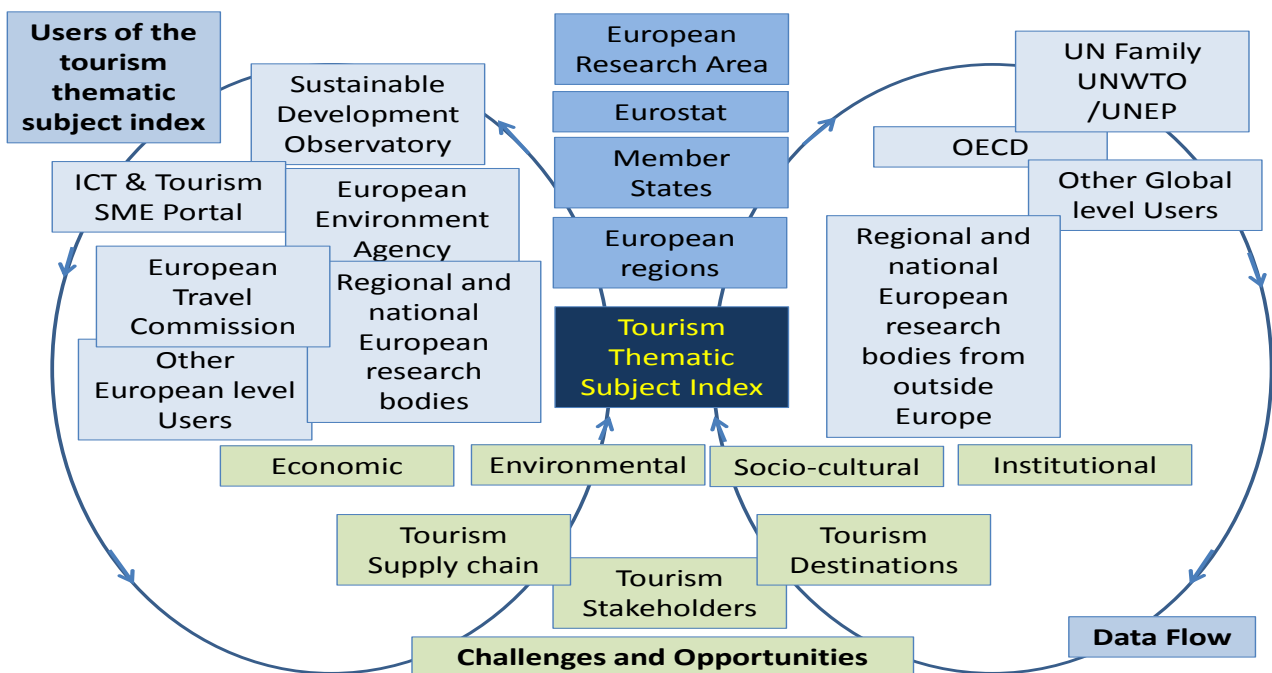 Users of the
tourism
thematic
subject index
Sustainable
Development
Observatory
ICT & Tourism
SME Portal
European
Environment
Agency
European
Travel
Commission
Regional and
national
European
research
bodies
Other
European level
Users
European
Research Area
Eurostat
Member
States
European
regions
Tourism
Thematic
Subject Index
UN Family
UNWTO
/UNEP
OECD
Other Global
level Users
Regional and
national
European
research
bodies from
outside
Europe
Economic
Environmental
Socio-cultural
Institutional
Tourism
Supply chain
Tourism
Stakeholders
Tourism
Destinations
Challenges and Opportunities
Data Flow